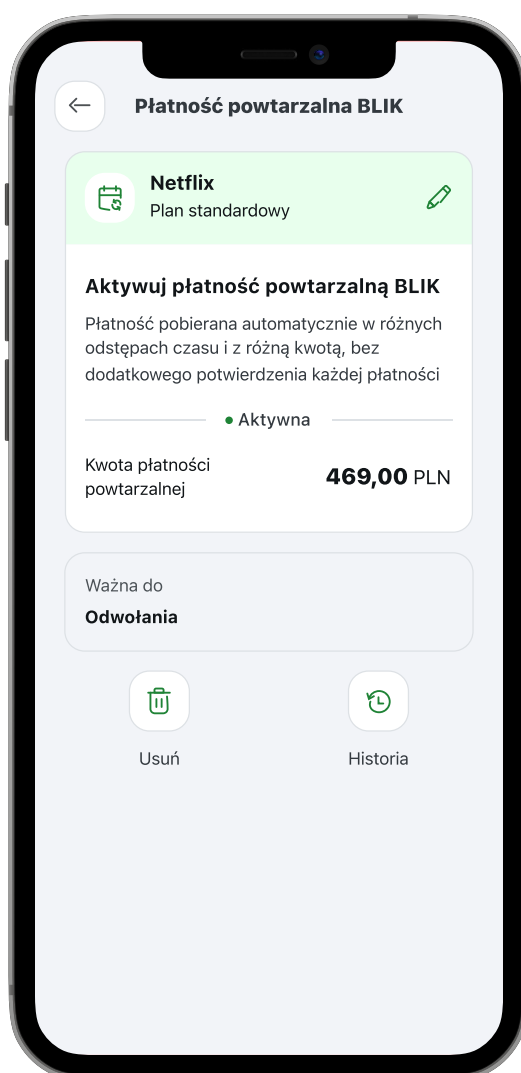 Płatność powtarzalna BLIK
Netflix
Plan standardowy
Aktywuj płatność powtarzalną BLIK
Płatność pobierana automatycznie w różnych
odstępach czasu i z różną kwotą, bez
dodatkowego potwierdzenia każdej płatności
Aktywna
Kwota płatności
powtarzalnej
469,00 PLN
Ważna do
Odwołania
Usuń
Historia